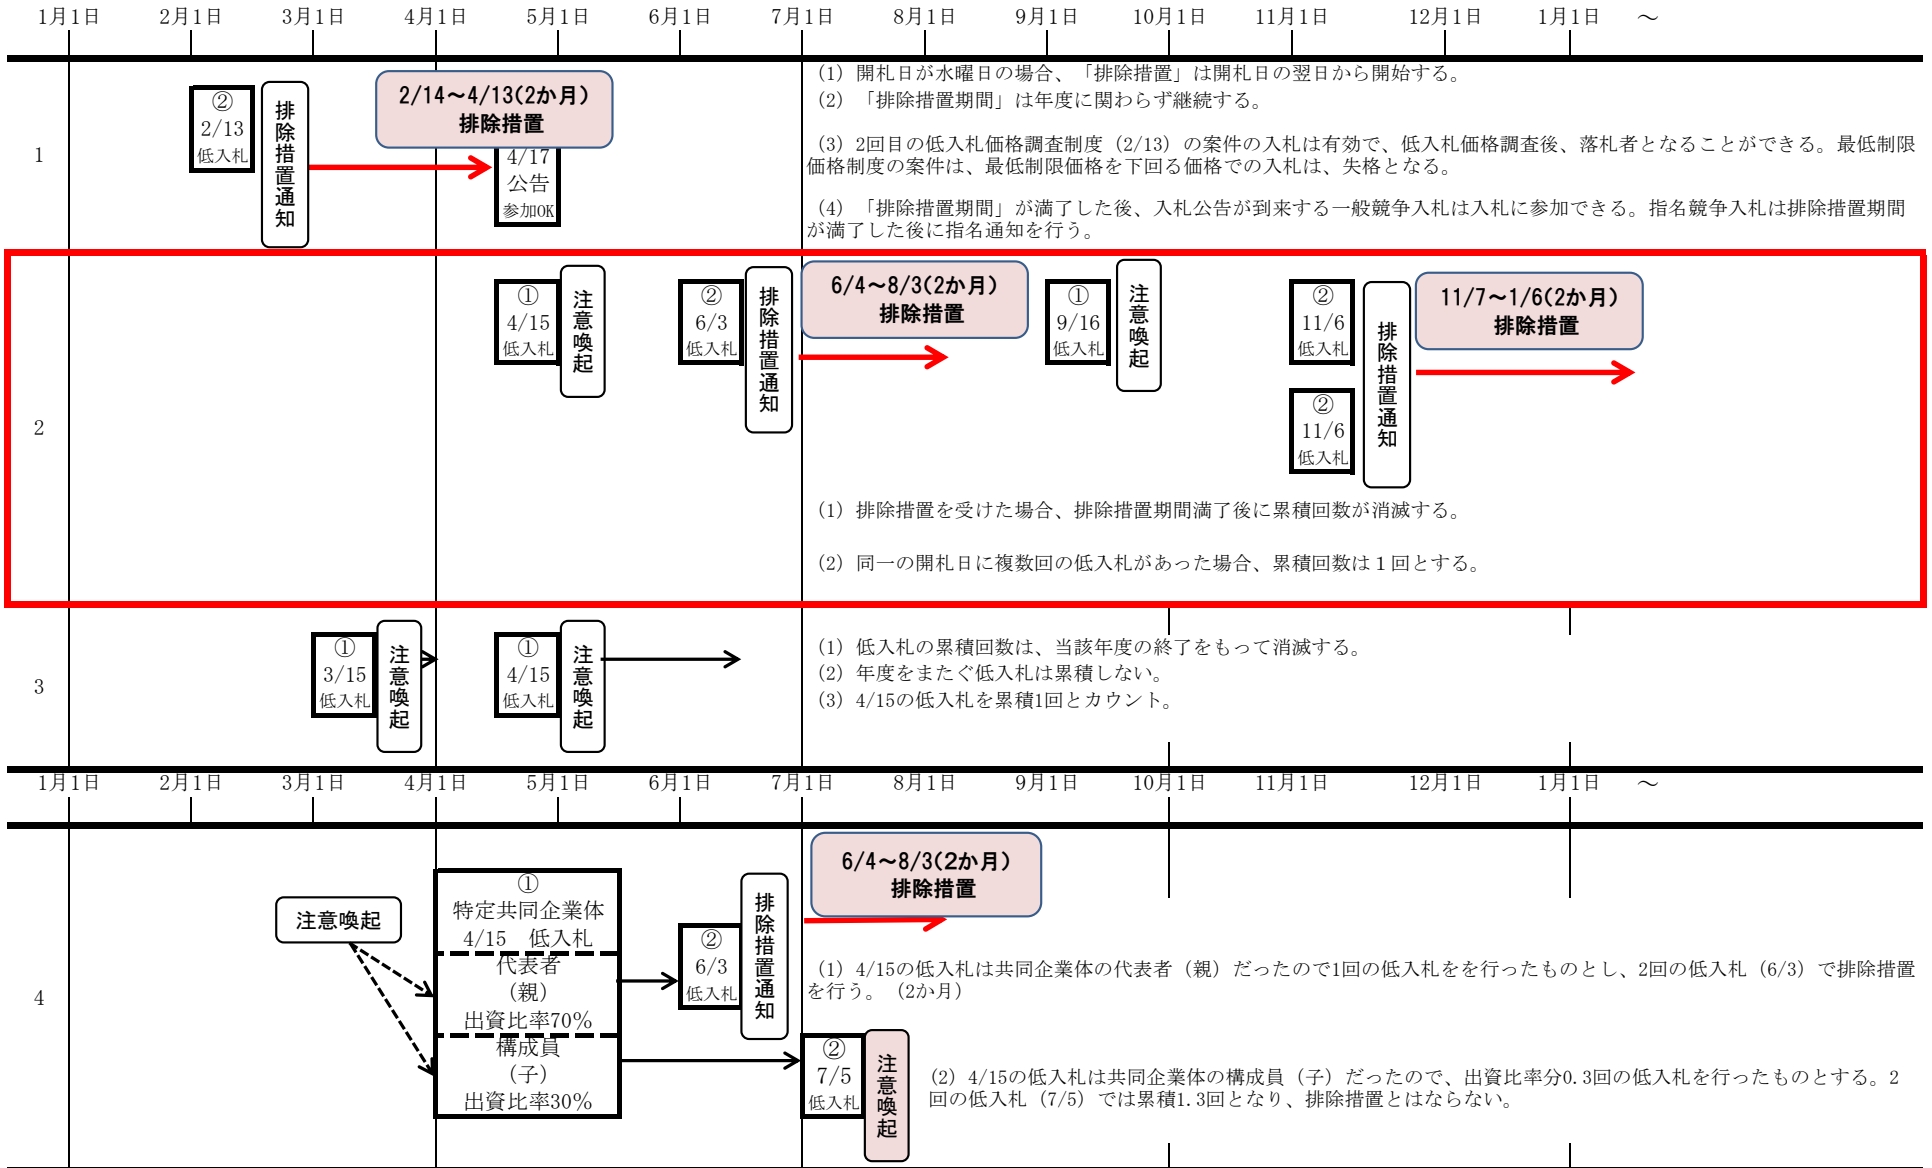 1月1日 2月1日 3月1日 4月1日 5月1日 6月1日 7月1日 8月1日 9月1日 10月1日 11月1日 12月1日 1月1日 ～
1
②
2/13
低入札
排除措置通知
2/14～4/13(2か月)
排除措置
4/17
公告
参加OK
(1) 開札日が水曜日の場合、「排除措置」は開札日の翌日から開始する。
(2) 「排除措置期間」は年度に関わらず継続する。
(3) 2回目の低入札価格調査制度（2/13）の案件の入札は有効で、低入札価格調査後、落札者となることができる。最低制限
価格制度の案件は、最低制限価格を下回る価格での入札は、失格となる。
(4) 「排除措置期間」が満了した後、入札公告が到来する一般競争入札は入札に参加できる。指名競争入札は排除措置期間
が満了した後に指名通知を行う。
2
①
4/15
低入札
注意喚起
②
6/3
低入札
排除措置通知
6/4～8/3(2か月)
排除措置
①
9/16
低入札
注意喚起
②
11/6
低入札
②
11/6
低入札
排除措置通知
11/7～1/6(2か月)
排除措置
(1) 排除措置を受けた場合、排除措置期間満了後に累積回数が消滅する。
(2) 同一の開札日に複数回の低入札があった場合、累積回数は１回とする。
3
①
3/15
低入札
注意喚起
①
4/15
低入札
注意喚起
(1) 低入札の累積回数は、当該年度の終了をもって消滅する。
(2) 年度をまたぐ低入札は累積しない。
(3) 4/15の低入札を累積1回とカウント。
1月1日 2月1日 3月1日 4月1日 5月1日 6月1日 7月1日 8月1日 9月1日 10月1日 11月1日 12月1日 1月1日 ～
4
注意喚起
①
特定共同企業体
4/15　低入札
代表者
（親）
出資比率70%
構成員
（子）
出資比率30%
②
6/3
低入札
排除措置通知
6/4～8/3(2か月)
排除措置
(1) 4/15の低入札は共同企業体の代表者（親）だったので1回の低入札をを行ったものとし、2回の低入札（6/3）で排除措置
を行う。（2か月）
②
7/5
低入札
注意喚起
(2) 4/15の低入札は共同企業体の構成員（子）だったので、出資比率分0.3回の低入札を行ったものとする。2
回の低入札（7/5）では累積1.3回となり、排除措置とはならない。